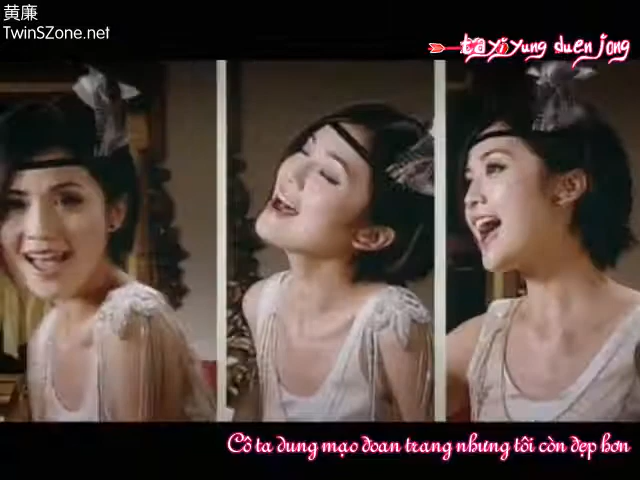 黄廉
TwinSZone.net
ta yi yung duen jong
Cô ta dung mạo đoan trang nhưng tôi còn đẹp hơn